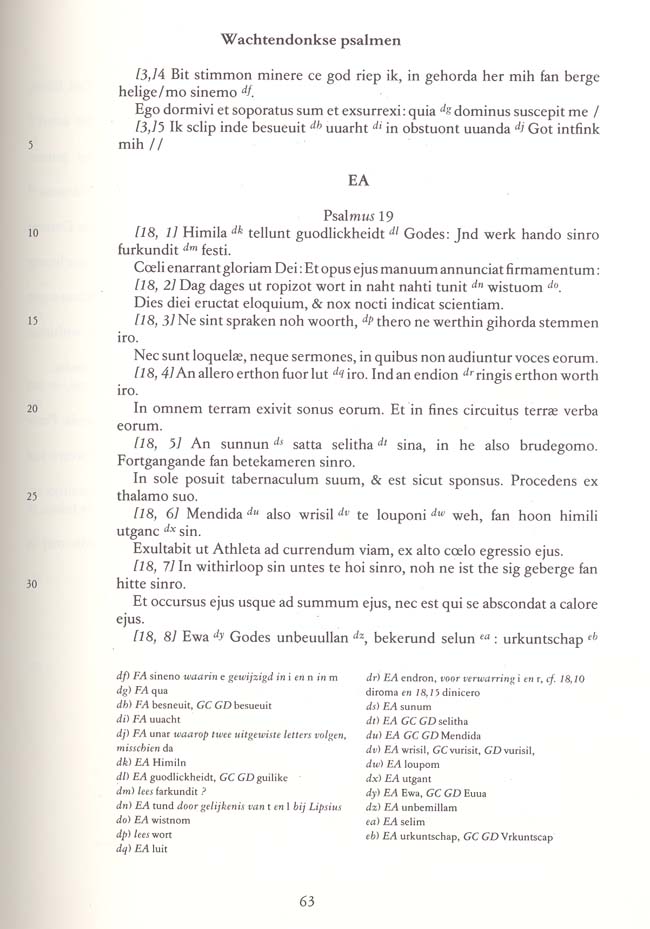 Wachtendonkse psalmen
[3,]4 Bit stimmon minere ce god riep ik, in gehorda her mih fan berge
helige/mo sinemo df.
Ego dormivi et soporatus sum et exsurrexi: quia dg dominus suscepit me /
[3,]5 Ik sclip inde besueuit dh uuarht di in obstuont uuanda dj Got intfink
5 mih //
EA
Psalmus 19
10 [18, 1] Himila dk tellunt guodlickheidt dl Godes: Jnd werk hando sinro
furkundit dm festi.
Cœli enarrant gloriam Dei: Et opus ejus manuum annunciat firmamentum:
[18, 2] Dag dages ut ropizot wort in naht nahti tunit dn wistuom do.
Dies diei eructat eloquium, & nox nocti indicat scientiam.
15 [18, 3] Ne sint spraken noh woorth, dp thero ne werthin gihorda stemmen
iro.
Nec sunt loquelæ, neque sermones, in quibus non audiuntur voces eorum.
[18, 4] An allero erthon fuor lut dq iro. Ind an endion dr ringis erthon worth
iro.
20 In omnem terram exivit sonus eorum. Et in fines circuitus terræ verba
eorum.
[18, 5] An sunnun ds satta selitha dt sina, in he also brudegomo.
Fortgangande fan betekameren sinro.
In sole posuit tabernaculum suum, & est sicut sponsus. Procedens ex
25 thalamo suo.
[18, 6] Mendida du also wrisil dv te louponi dw weh, fan hoon himili
utganc dx sin.
Exultabit ut Athleta ad currendum viam, ex alto cœlo egressio ejus.
[18, 7] In withirloop sin untes te hoi sinro, noh ne ist the sig geberge fan
30 hitte sinro.
Et occursus ejus usque ad summum ejus, nec est qui se abscondat a calore
ejus.
[18, 8] Ewa dy Godes unbeuullan dz, bekerund selun ea : urkuntschap eb
df) FA sineno waarin e gewijzigd in i en n in m
dg) FA qua
dh) FA besneuit, GC GD besueuit
di) FA uuacht
dj) FA unar waarop twee uitgewiste letters volgen,
misschien da
dk) EA Himiln
dl) EA guodlickheidt, GC GD guilike
dm) lees farkundit ?
dn) EA tund door gelijkenis van t en l bij Lipsius
do) EA wistnom
dp) lees wort
dq) EA luit
dr) EA endron, voor verwarring i en r, cf. 18,10
diroma en 18,15 dinicero
ds) EA sunum
dt) EA GC GD selitha
du) EA GC GD Mendida
dv) EA wrisil, GC vurisit, GD vurisil,
dw) EA loupom
dx) EA utgant
dy) EA Ewa, GC GD Euua
dz) EA unbemillam
ea) EA selim
eb) EA urkuntschap, GC GD Vrkuntscap
63